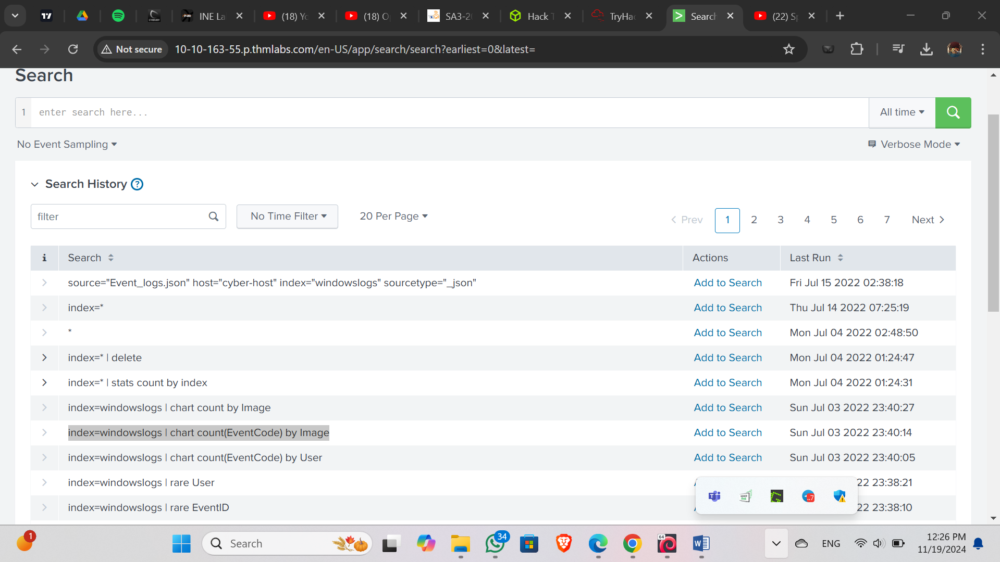 INE La
(18) Yo
(18) O
SA3-20
Hack T
TryHac
Search
(22) Sp
Not secure
10-10-163-55.p.thmlabs.com/en-US/app/search/search?earliest=0&latest=
Search
1 enter search here...
All time
No Event Sampling
Verbose Mode
Search History ?
filter
No Time Filter
20 Per Page
Prev 1 2 3 4 5 6 7 Next
i Search Actions Last Run
source="Event_logs.json" host="cyber-host" index="windowslogs" sourcetype="_json" Add to Search Fri Jul 15 2022 02:38:18
index=* Add to Search Thu Jul 14 2022 07:25:19
* Add to Search Mon Jul 04 2022 02:48:50
index=* | delete Add to Search Mon Jul 04 2022 01:24:47
index=* | stats count by index Add to Search Mon Jul 04 2022 01:24:31
index=windowslogs | chart count by Image Add to Search Sun Jul 03 2022 23:40:27
index=windowslogs | chart count(EventCode) by Image Add to Search Sun Jul 03 2022 23:40:14
index=windowslogs | chart count(EventCode) by User Add to Search Sun Jul 03 2022 23:40:05
index=windowslogs | rare User 22 23:38:21
index=windowslogs | rare EventID 22 23:38:10
1
Search
34
64
ENG
12:26 PM
11/19/2024